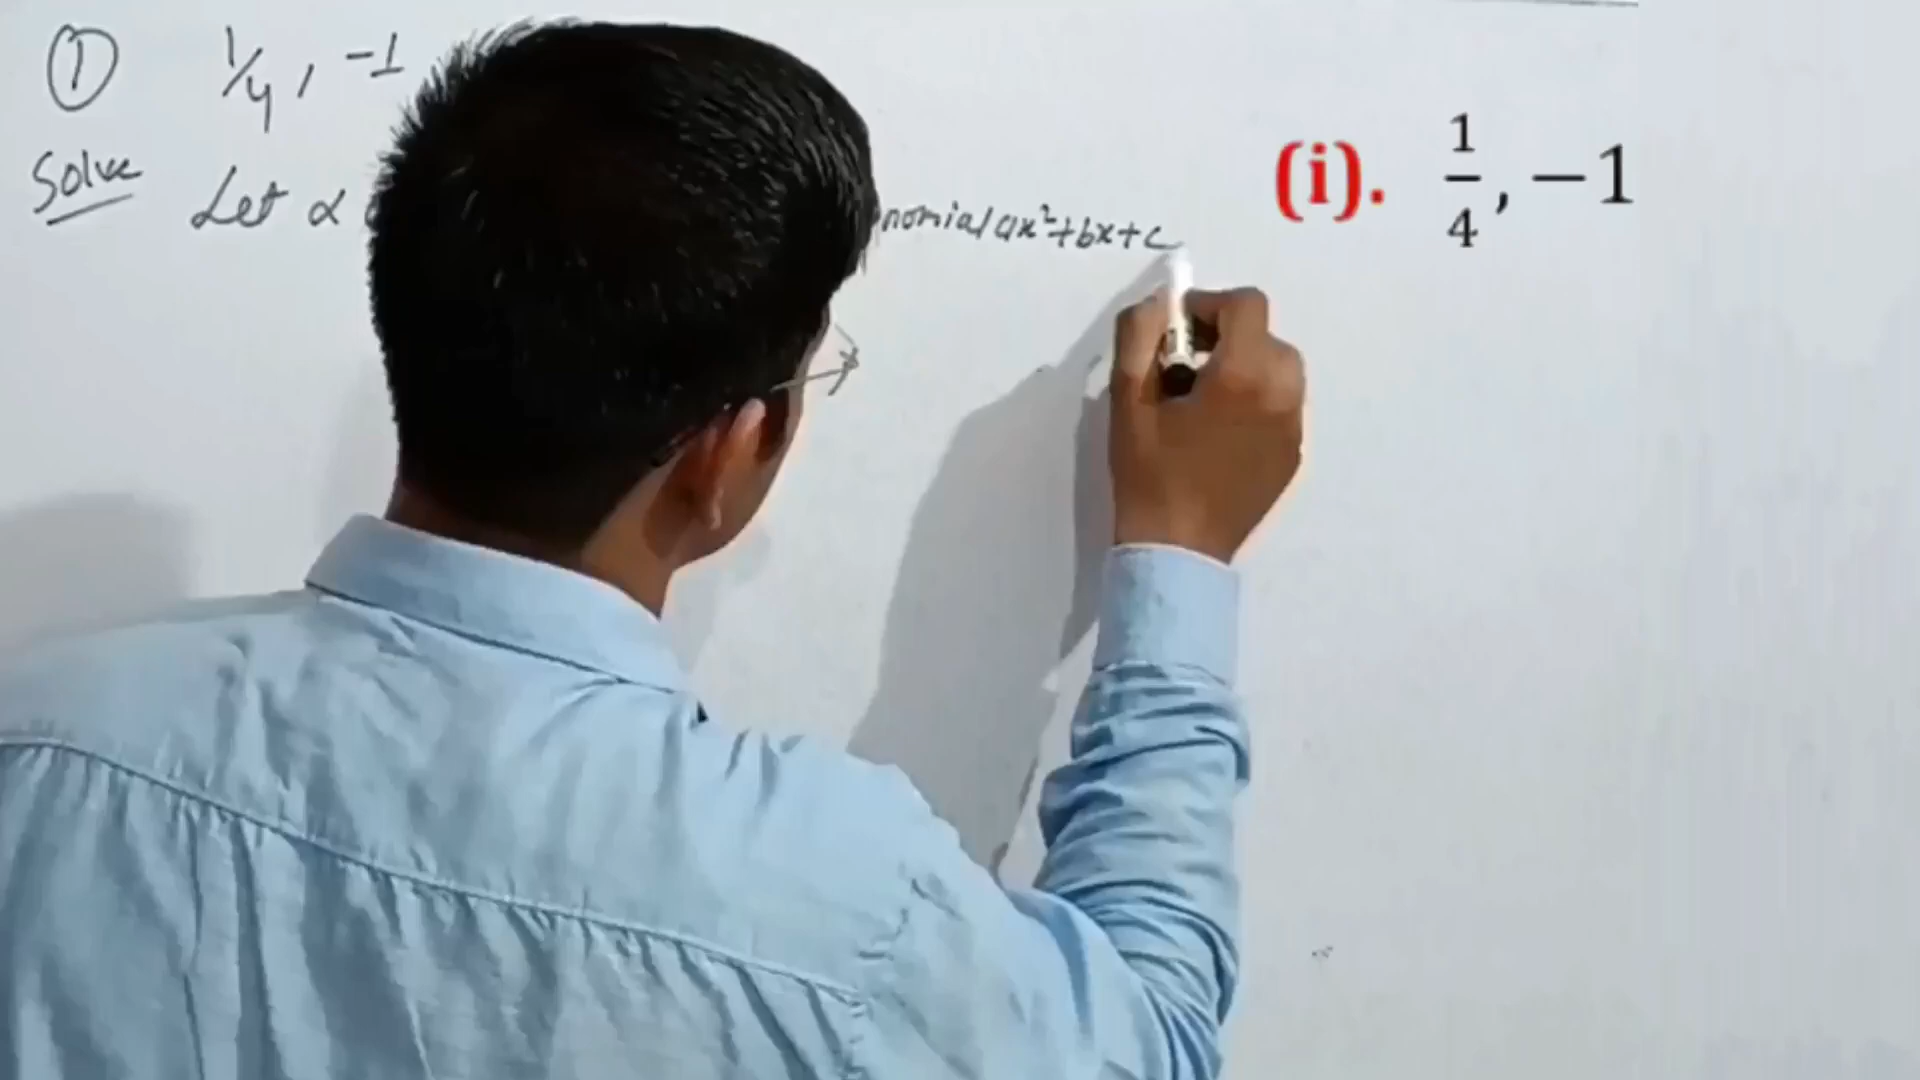 ① 1/4, -1
Solve Let α nomial ax²+bx+c
(i). 1/4, −1